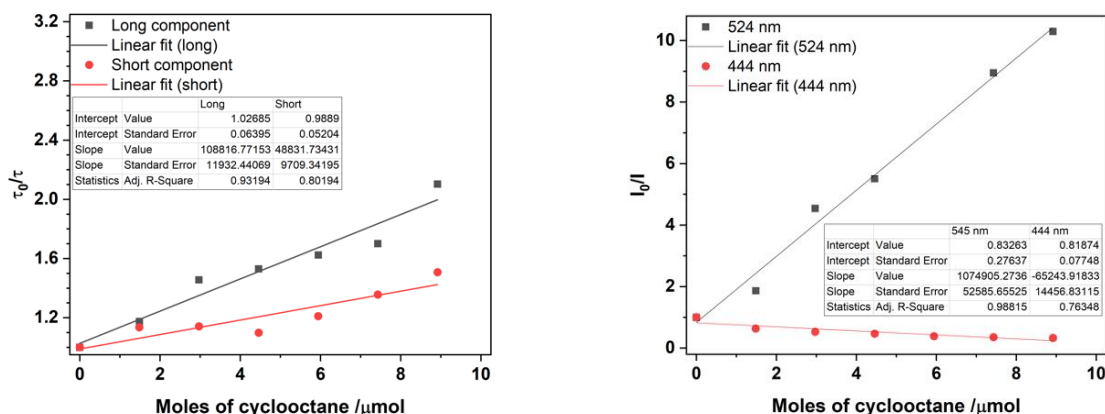 3.2
2.8
2.4
2.0
1.6
1.2
τ0/τ
Long component
Linear fit (long)
Short component
Linear fit (short)
Long Short
Intercept Value 1.02685 0.9889
Intercept Standard Error 0.06395 0.05204
Slope Value 108816.77153 48831.73431
Slope Standard Error 11932.44069 9709.34195
Statistics Adj. R-Square 0.93194 0.80194
0 2 4 6 8 10
Moles of cyclooctane /μmol
10
8
6
4
2
0
I0/I
524 nm
Linear fit (524 nm)
444 nm
Linear fit (444 nm)
545 nm 444 nm
Intercept Value 0.83263 0.81874
Intercept Standard Error 0.27637 0.07748
Slope Value 1074905.2736 -65243.91833
Slope Standard Error 52585.65525 14456.83115
Statistics Adj. R-Square 0.98815 0.76348
0 2 4 6 8 10
Moles of cyclooctane /μmol